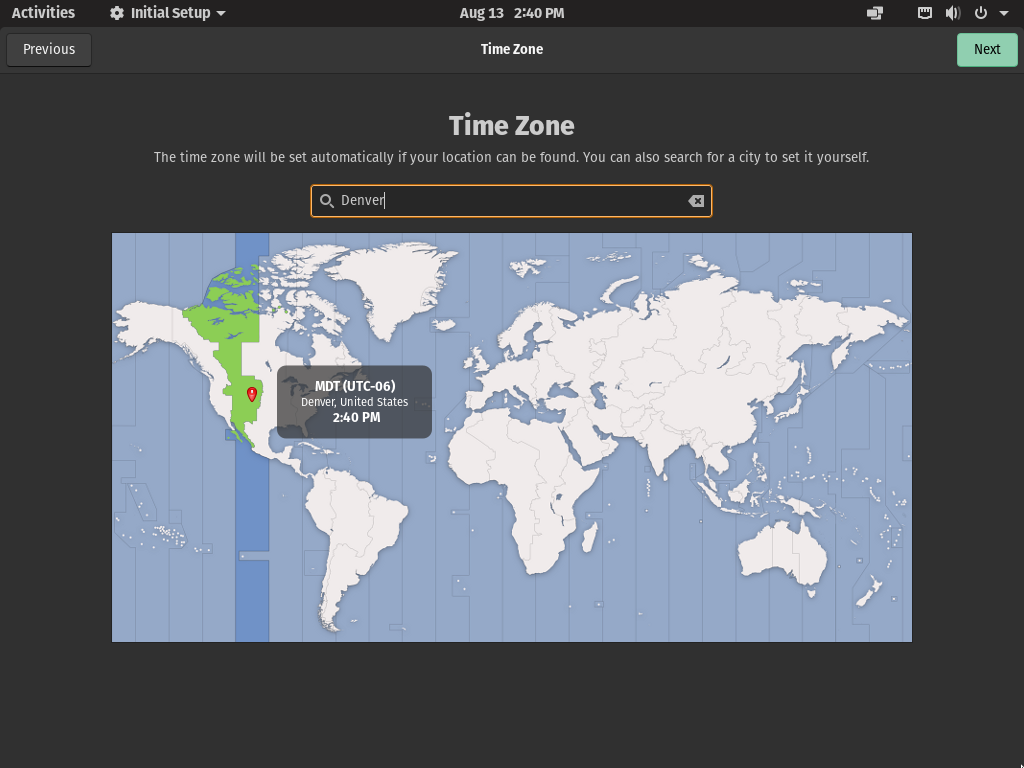 Activities Initial Setup Aug 13 2:40 PM
Previous Time Zone Next
Time Zone
The time zone will be set automatically if your location can be found. You can also search for a city to set it yourself.
Denver
MDT (UTC-06)
Denver, United States
2:40 PM